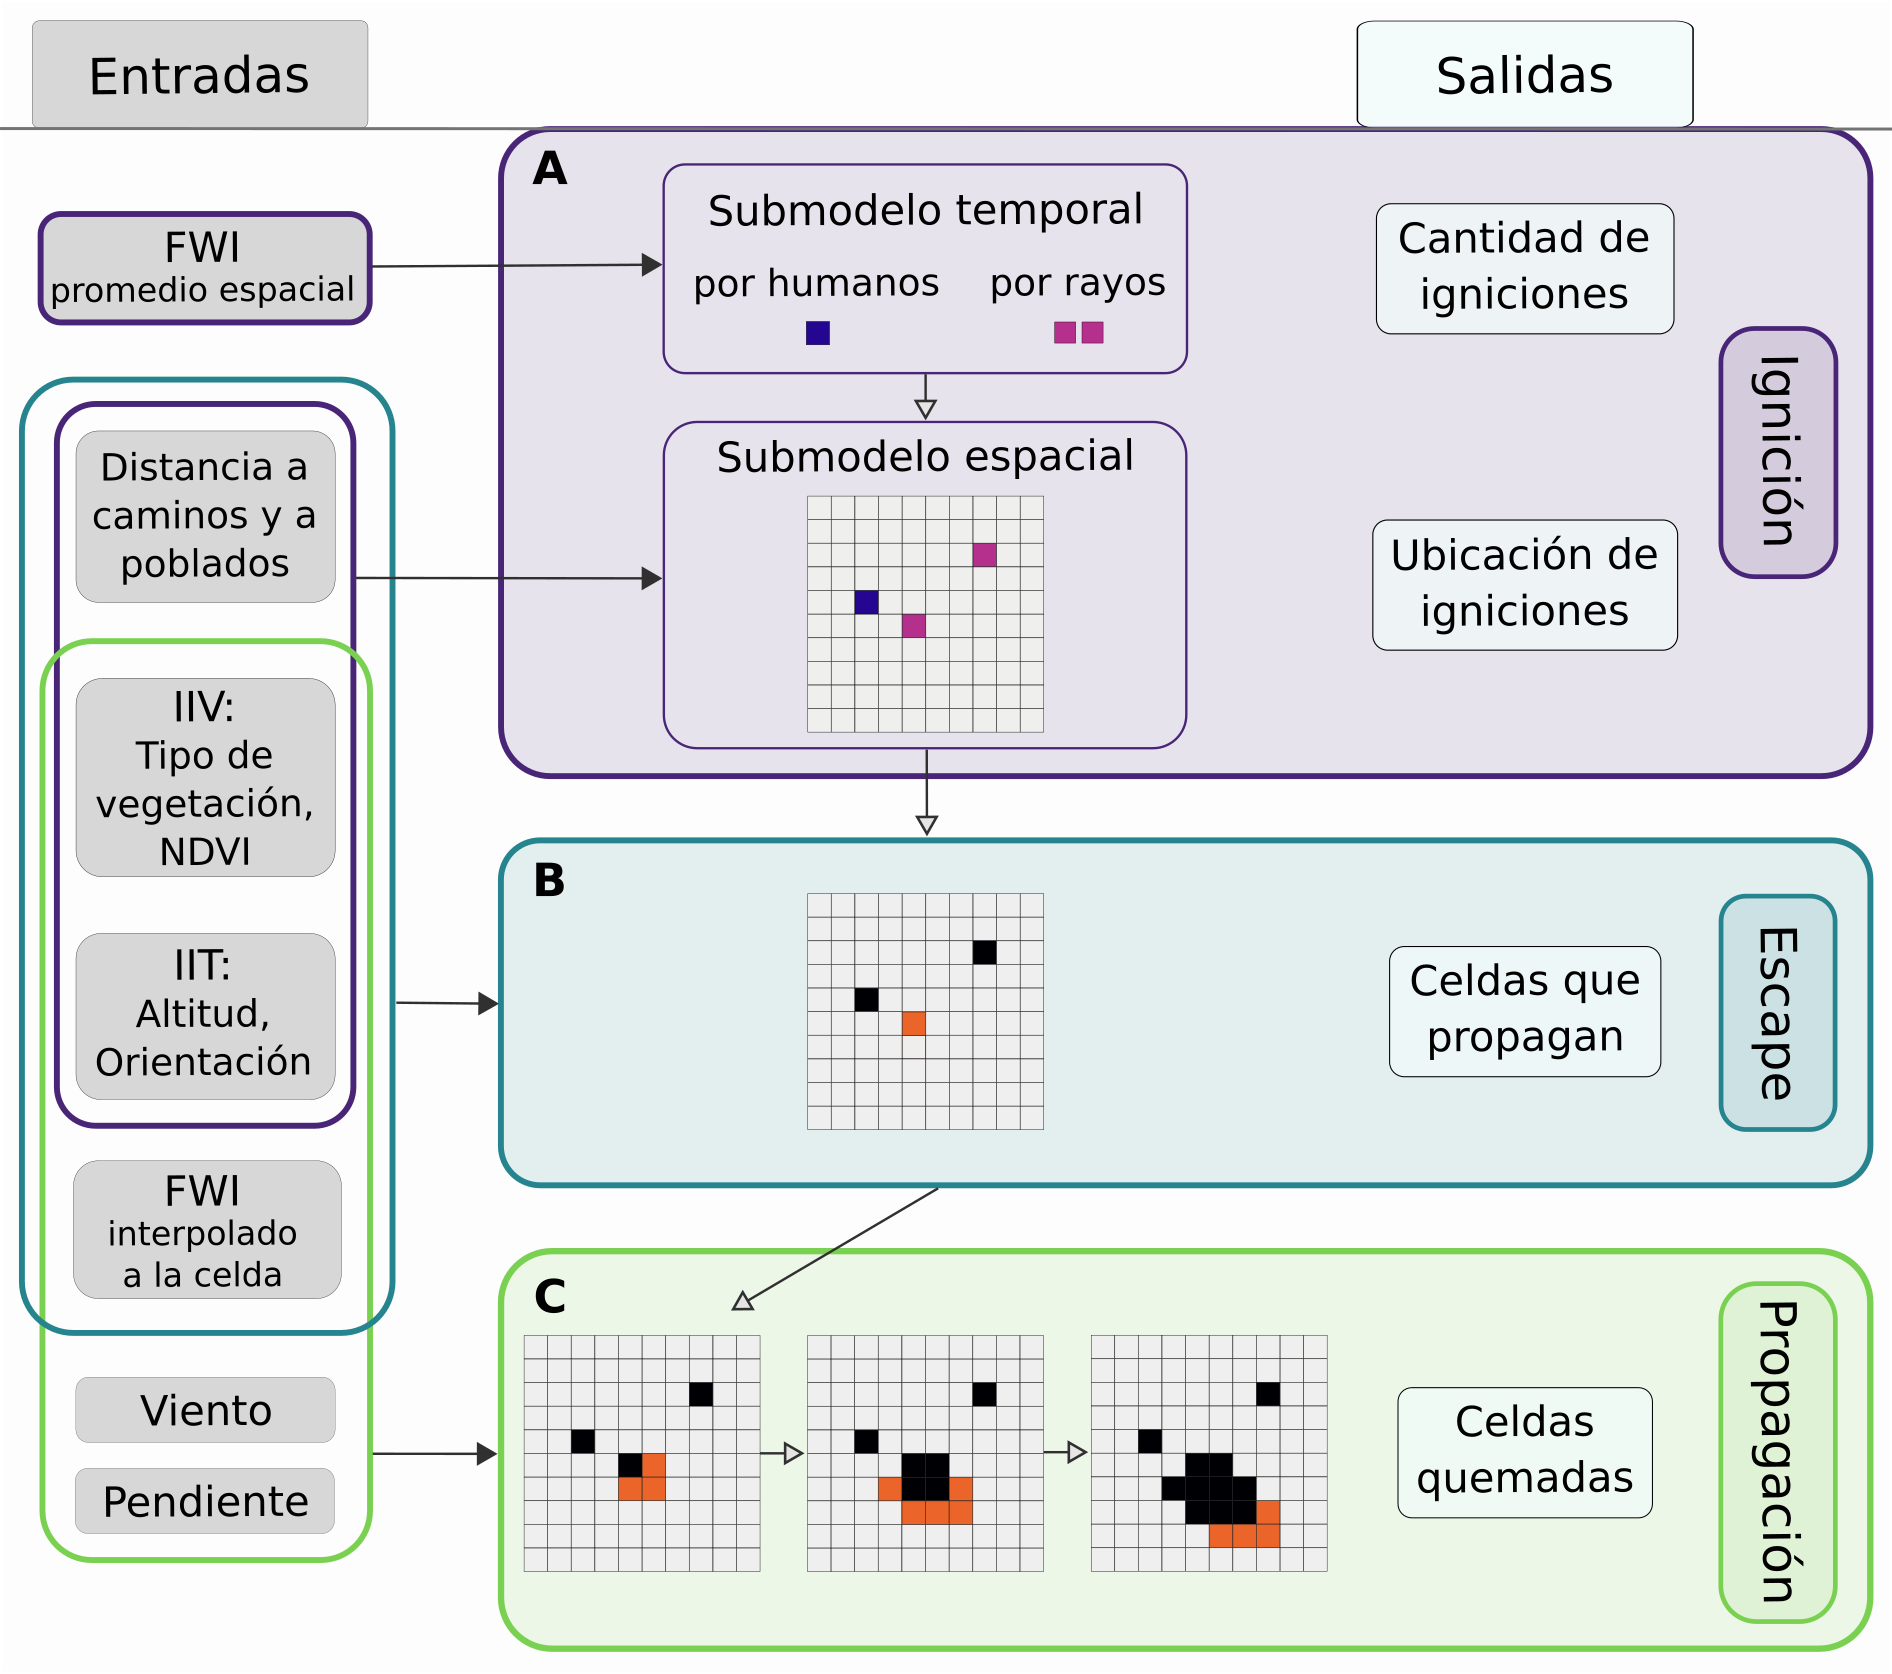 Entradas
Salidas
A
FWI
promedio espacial
Submodelo temporal
por humanos
por rayos
Cantidad de
igniciones
Ignición
Distancia a
caminos y a
poblados
Submodelo espacial
Ubicación de
igniciones
IIV:
Tipo de
vegetación,
NDVI
IIT:
Altitud,
Orientación
B
Celdas que
propagan
Escape
FWI
interpolado
a la celda
C
Viento
Pendiente
Celdas
quemadas
Propagación